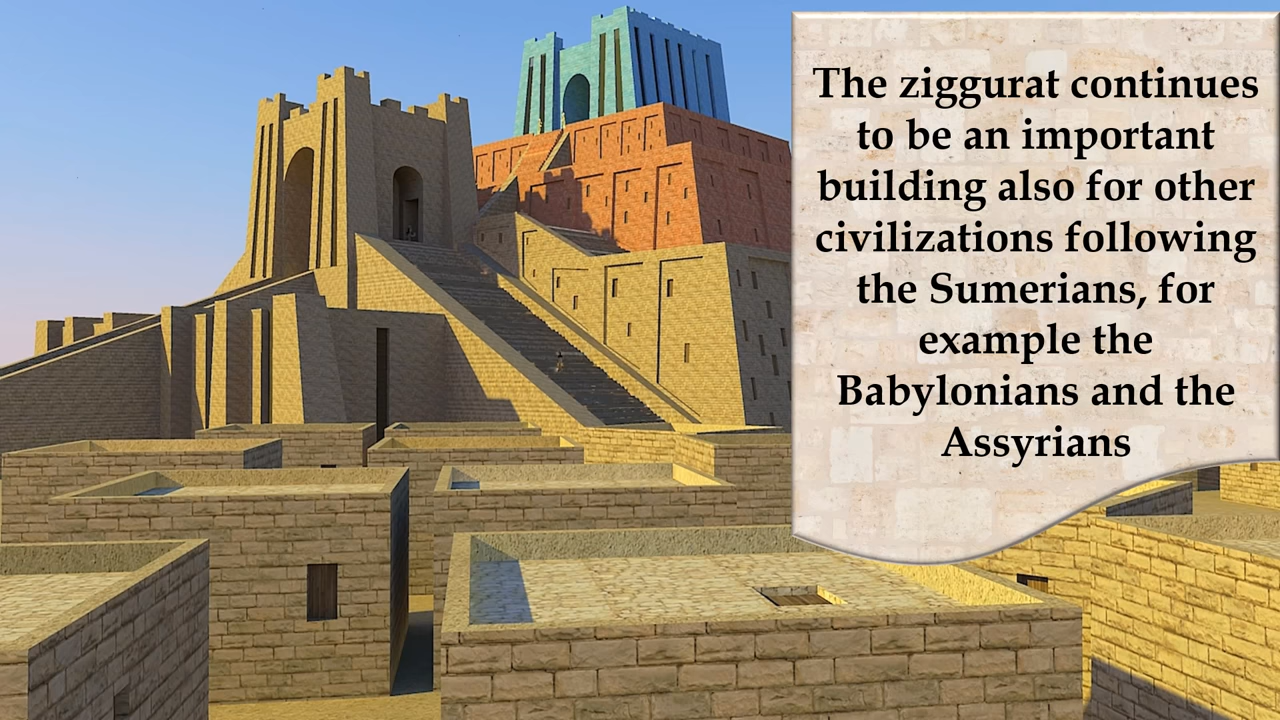 The ziggurat continues
to be an important
building also for other
civilizations following
the Sumerians, for
example the
Babylonians and the
Assyrians